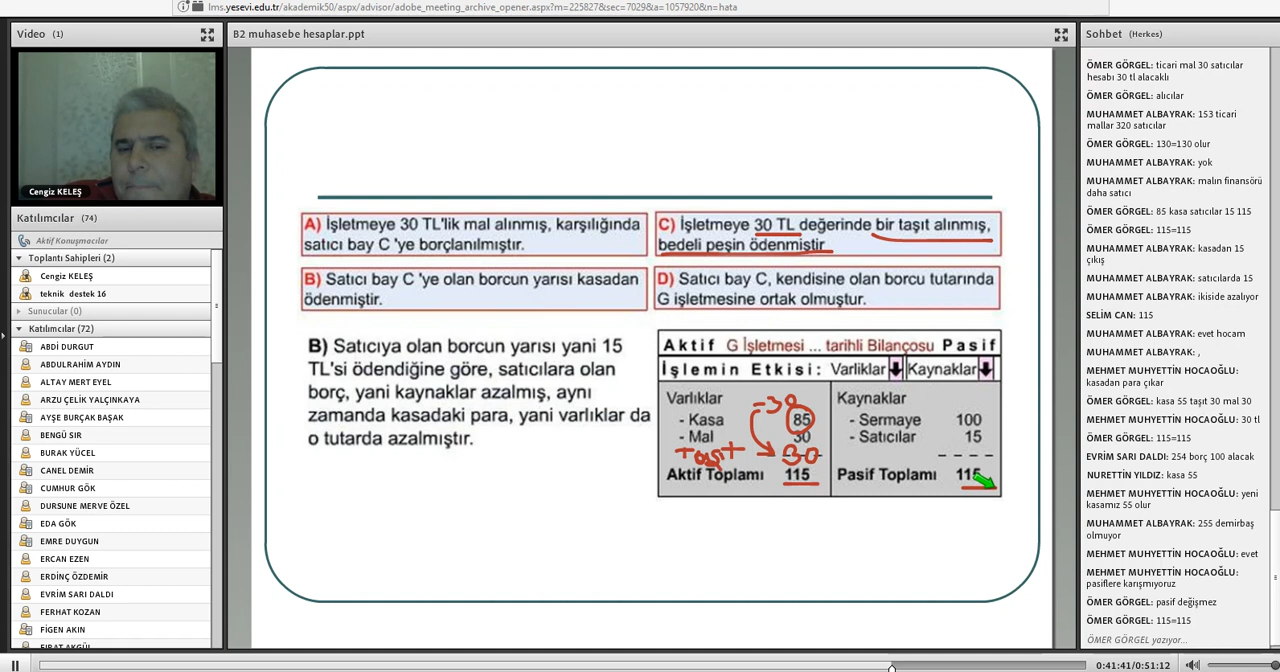 lms.yesevi.edu.tr/akademik50/aspx/advisor/adobe_meeting_archive_opener.aspx?m=225827&sec=7029&a=1057920&n=hata
Video (1)
Cengiz KELEŞ
Katılımcılar (74)
Aktif Konuşmacılar
Toplantı Sahipleri (2)
Cengiz KELEŞ
teknik destek 16
Sunucular (0)
Katılımcılar (72)
ABDİ DURGUT
ABDULRAHİM AYDIN
ALTAY MERT EYEL
ARZU ÇELİK YALÇINKAYA
AYŞE BURÇAK BAŞAK
BENGÜ SIR
BURAK YÜCEL
CANEL DEMİR
CUMHUR GÖK
DURSUNE MERVE ÖZEL
EDA GÖK
EMRE DUYGUN
ERCAN EZEN
ERDİNÇ ÖZDEMİR
EVRİM SARI DALDI
FERHAT KOZAN
FİGEN AKIN
FIRAT AKGÜL
B2 muhasebe hesaplar.ppt
A) İşletmeye 30 TL'lik mal alınmış, karşılığında
satıcı bay C 'ye borçlanılmıştır.
C) İşletmeye 30 TL değerinde bir taşıt alınmış,
bedeli peşin ödenmiştir
B) Satıcı bay C 'ye olan borcun yarısı kasadan
ödenmiştir.
D) Satıcı bay C, kendisine olan borcu tutarında
G işletmesine ortak olmuştur.
B) Satıcıya olan borcun yarısı yani 15
TL'si ödendiğine göre, satıcılara olan
borç, yani kaynaklar azalmış, aynı
zamanda kasadaki para, yani varlıklar da
o tutarda azalmıştır.
Aktif G İşletmesi ... tarihli Bilançosu Pasif
İşlemin Etkisi: Varlıklar Kaynaklar
Varlıklar -30 Kaynaklar
- Kasa 85 - Sermaye 100
- Mal 30 - Satıcılar 15
Taşıt 30
Aktif Toplamı 115 Pasif Toplamı 115
Sohbet (Herkes)
ÖMER GÖRGEL: ticari mal 30 satıcılar
hesabı 30 tl alacaklı
ÖMER GÖRGEL: alıcılar
MUHAMMET ALBAYRAK: 153 ticari
mallar 320 satıcılar
ÖMER GÖRGEL: 130=130 olur
MUHAMMET ALBAYRAK: yok
MUHAMMET ALBAYRAK: malın finansörü
daha satıcı
ÖMER GÖRGEL: 85 kasa satıcılar 15 115
ÖMER GÖRGEL: 115=115
MUHAMMET ALBAYRAK: kasadan 15
çıkış
MUHAMMET ALBAYRAK: satıcılarda 15
MUHAMMET ALBAYRAK: ikiside azalıyor
SELİM CAN: 115
MUHAMMET ALBAYRAK: evet hocam
MUHAMMET ALBAYRAK: ,
MEHMET MUHYETTİN HOCAOĞLU:
kasadan para çıkar
ÖMER GÖRGEL: kasa 55 taşıt 30 mal 30
MEHMET MUHYETTİN HOCAOĞLU: 30 tl
ÖMER GÖRGEL: 115=115
EVRİM SARI DALDI: 254 borç 100 alacak
NURETTİN YILDIZ: kasa 55
MEHMET MUHYETTİN HOCAOĞLU: yeni
kasamız 55 olur
MUHAMMET ALBAYRAK: 255 demirbaş
olmuyor
MEHMET MUHYETTİN HOCAOĞLU: evet
MEHMET MUHYETTİN HOCAOĞLU:
pasiflere karışmıyoruz
ÖMER GÖRGEL: pasif değişmez
ÖMER GÖRGEL: 115=115
ÖMER GÖRGEL yazıyor...
0:41:41/0:51:12